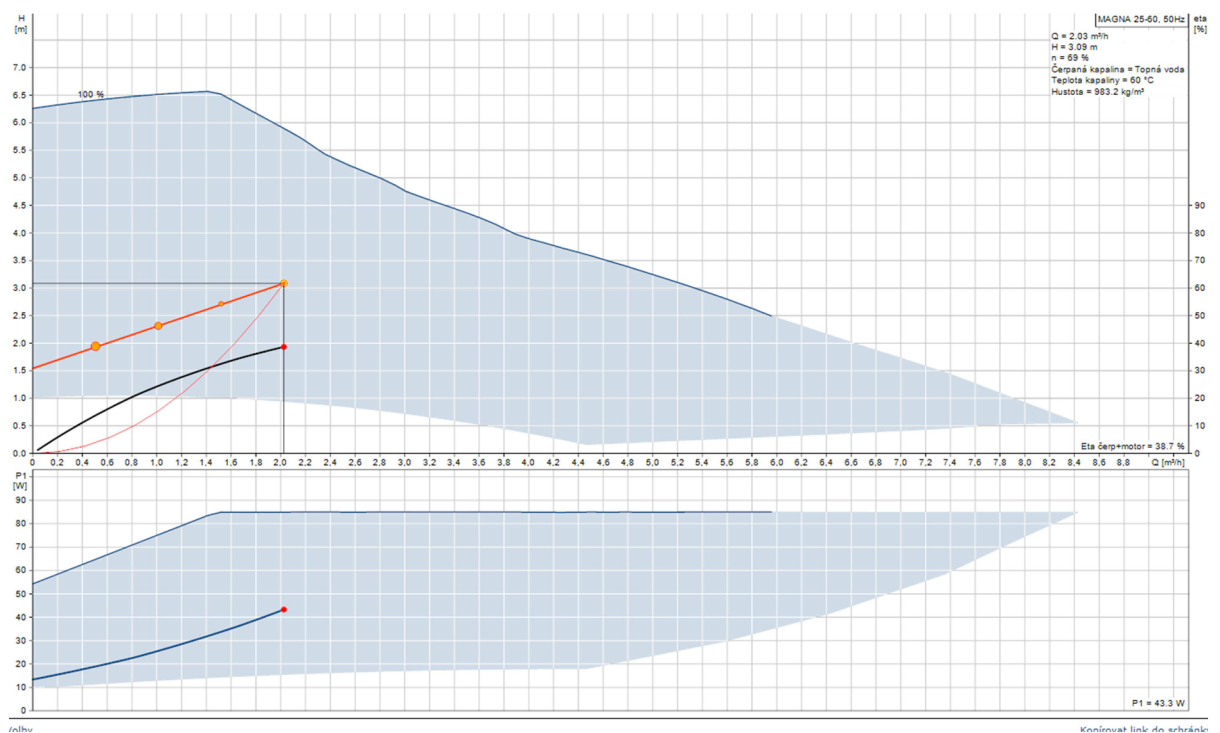 H
[m]
MAGNA 25-60, 50Hz
eta
[%]
Q = 2.03 m³/h
H = 3.09 m
n = 69 %
Čerpaná kapalina = Topná voda
Teplota kapaliny = 60 °C
Hustota = 983.2 kg/m³
100 %
7.0
6.5
6.0
5.5
5.0
4.5
4.0
3.5
3.0
2.5
2.0
1.5
1.0
0.5
0.0
90
80
70
60
50
40
30
20
10
0
Eta čerp+motor = 38.7 %
0 0,2 0,4 0,6 0,8 1,0 1,2 1,4 1,6 1,8 2,0 2,2 2,4 2,6 2,8 3,0 3,2 3,4 3,6 3,8 4,0 4,2 4,4 4,6 4,8 5,0 5,2 5,4 5,6 5,8 6,0 6,2 6,4 6,6 6,8 7,0 7,2 7,4 7,6 7,8 8,0 8,2 8,4 8,6 8,8 Q [m³/h]
P1
[W]
90
80
70
60
50
40
30
20
10
0
P1 = 43.3 W